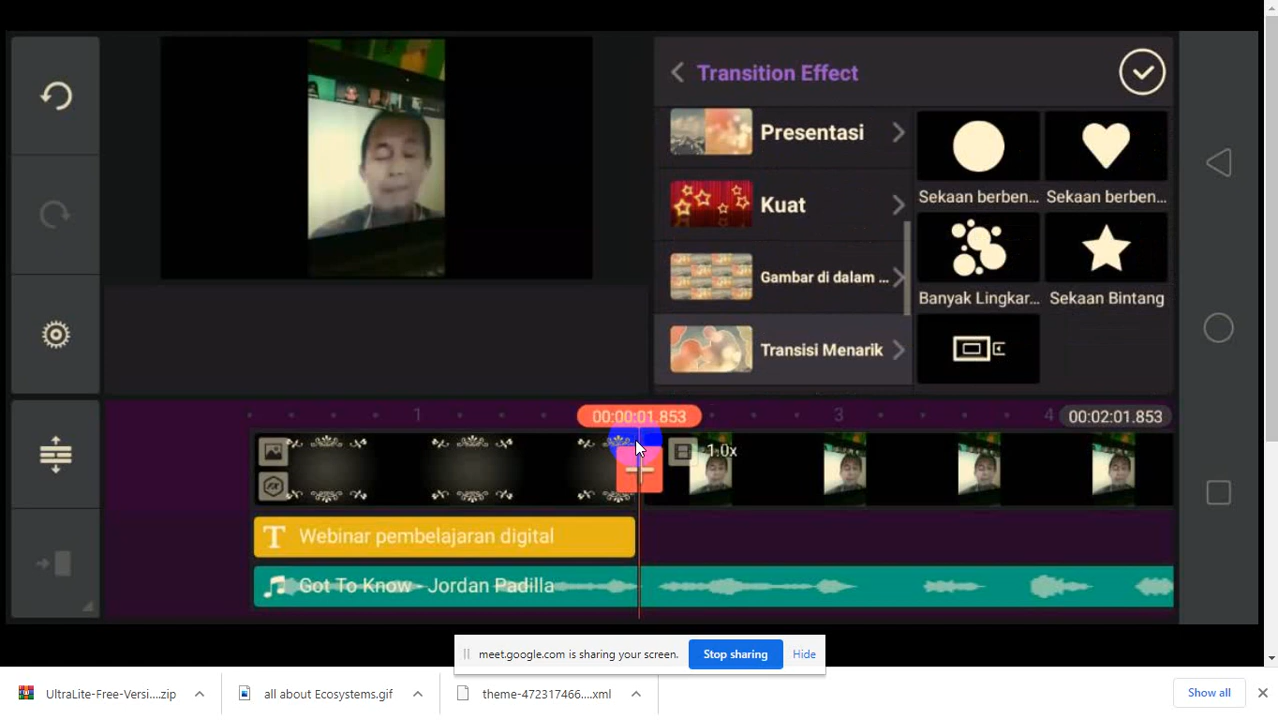 Transition Effect
Presentasi
Kuat
Gambar di dalam ...
Transisi Menarik
Sekaan berben...
Sekaan berben...
Banyak Lingkar...
Sekaan Bintang
1
00:00:01.853
3
4
00:02:01.853
1.0x
T Webinar pembelajaran digital
Got To Know - Jordan Padilla
meet.google.com is sharing your screen.
Stop sharing
Hide
UltraLite-Free-Versi....zip
all about Ecosystems.gif
theme-472317466....xml
Show all